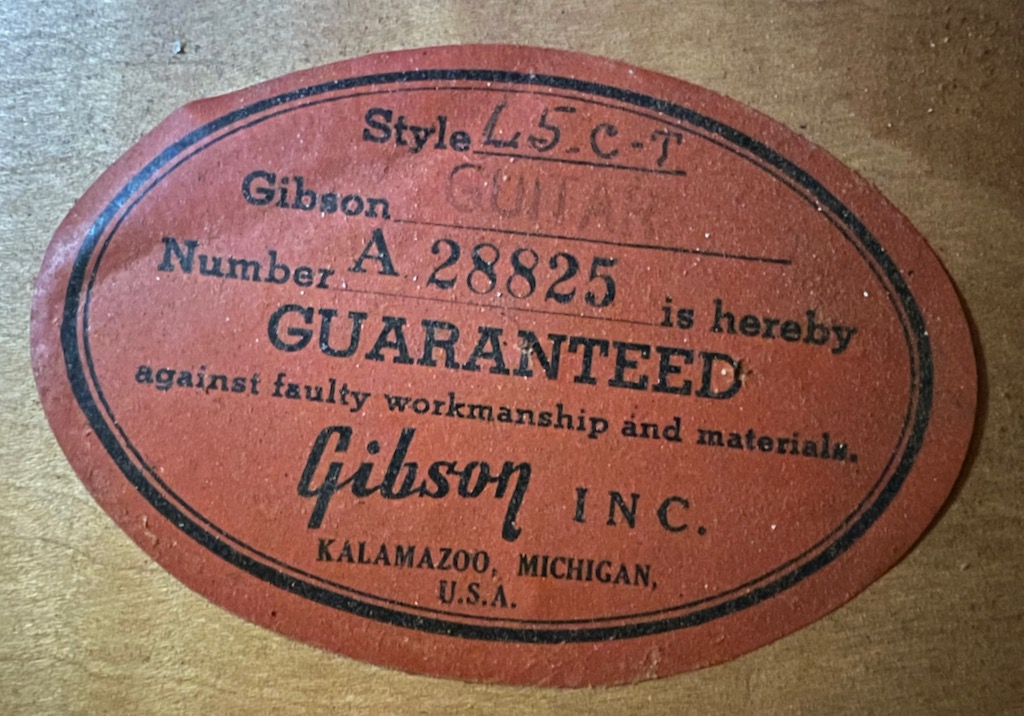 Style L5-C-T
Gibson GUITAR
Number A 28825 is hereby
GUARANTEED
against faulty workmanship and materials.
Gibson INC.
KALAMAZOO, MICHIGAN,
U.S.A.